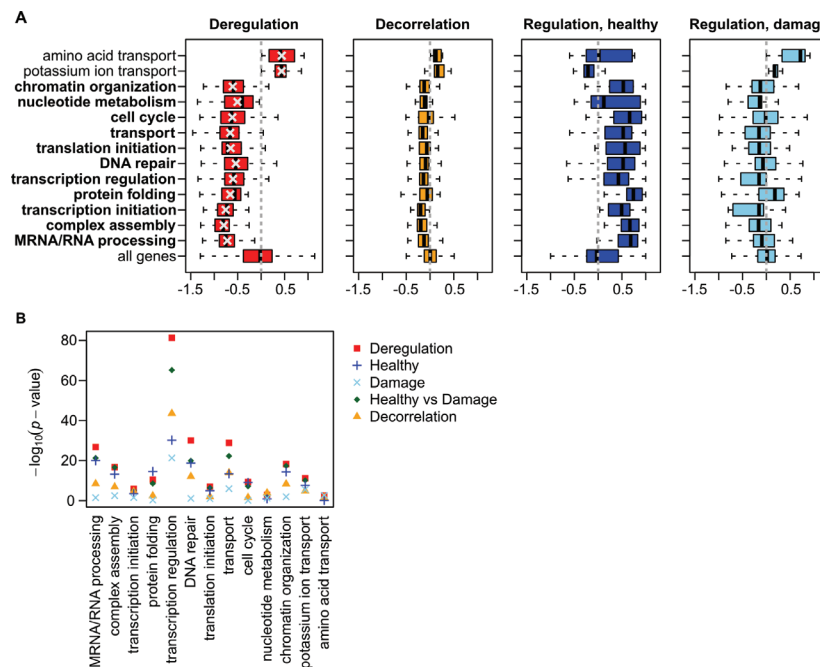 A
Deregulation
Decorrelation
Regulation, healthy
Regulation, damag
amino acid transport
potassium ion transport
chromatin organization
nucleotide metabolism
cell cycle
transport
translation initiation
DNA repair
transcription regulation
protein folding
transcription initiation
complex assembly
MRNA/RNA processing
all genes
-1.5 -0.5 0.5
-1.5 -0.5 0.5
-1.5 -0.5 0.5
-1.5 -0.5 0.5
B
80
60
40
20
0
−log10(p − value)
Deregulation
Healthy
Damage
Healthy vs Damage
Decorrelation
MRNA/RNA processing
complex assembly
transcription initiation
protein folding
transcription regulation
DNA repair
translation initiation
transport
cell cycle
nucleotide metabolism
chromatin organization
potassium ion transport
amino acid transport